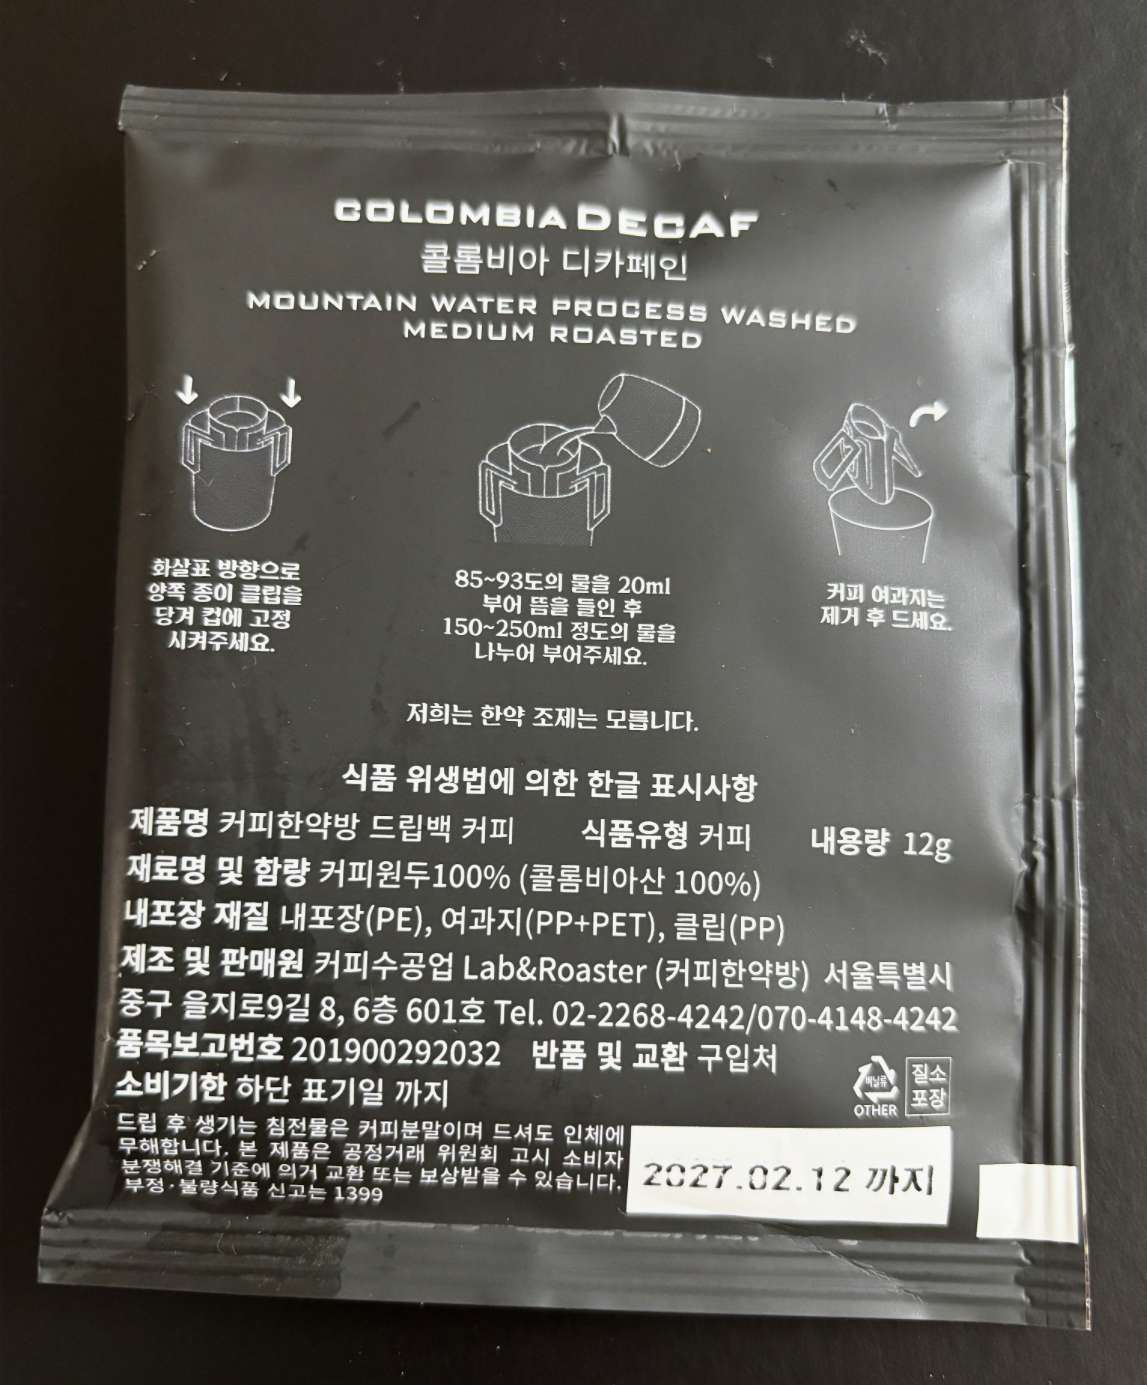 COLOMBIA DECAF
콜롬비아 디카페인
MOUNTAIN WATER PROCESS WASHED
MEDIUM ROASTED
화살표 방향으로
양쪽 종이 클립을
당겨 컵에 고정
시켜주세요.
85~93도의 물을 20ml
부어 뜸을 들인 후
150~250ml 정도의 물을
나누어 부어주세요.
커피 여과지는
제거 후 드세요.
저희는 한약 조제는 모릅니다.
식품 위생법에 의한 한글 표시사항
제품명 커피한약방 드립백 커피 식품유형 커피 내용량 12g
재료명 및 함량 커피원두100% (콜롬비아산 100%)
내포장 재질 내포장(PE), 여과지(PP+PET), 클립(PP)
제조 및 판매원 커피수공업 Lab&Roaster (커피한약방) 서울특별시
중구 을지로9길 8, 6층 601호 Tel. 02-2268-4242/070-4148-4242
품목보고번호 201900292032 반품 및 교환 구입처
소비기한 하단 표기일 까지
비닐류
OTHER
질소
포장
드립 후 생기는 침전물은 커피분말이며 드셔도 인체에
무해합니다. 본 제품은 공정거래 위원회 고시 소비자
분쟁해결 기준에 의거 교환 또는 보상받을 수 있습니다.
부정·불량식품 신고는 1399
2027.02.12 까지